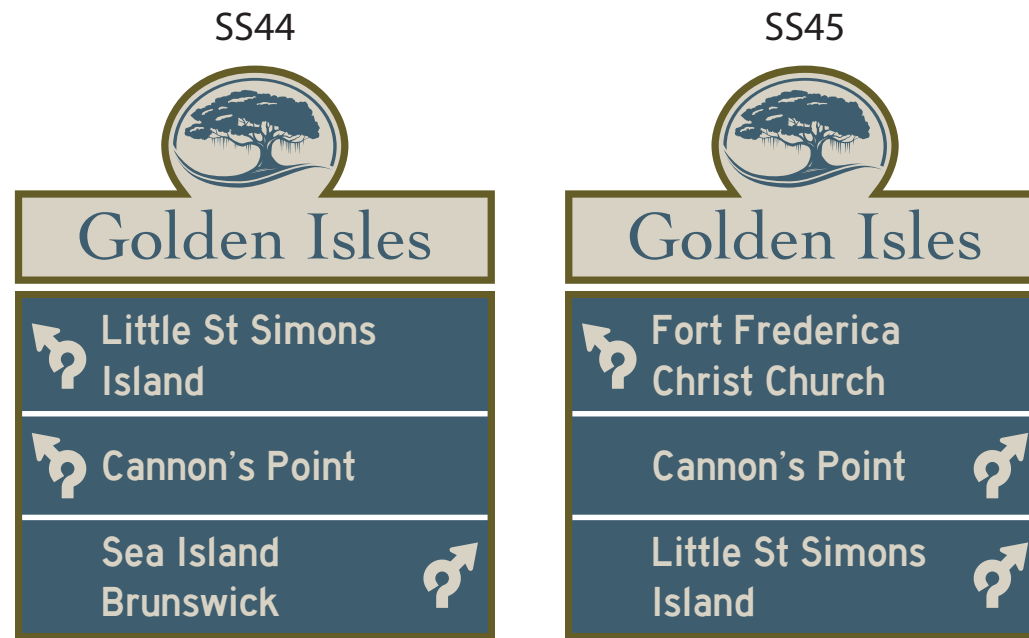 SS44
Golden Isles
Little St Simons
Island
Cannon's Point
Sea Island
Brunswick
SS45
Golden Isles
Fort Frederica
Christ Church
Cannon's Point
Little St Simons
Island